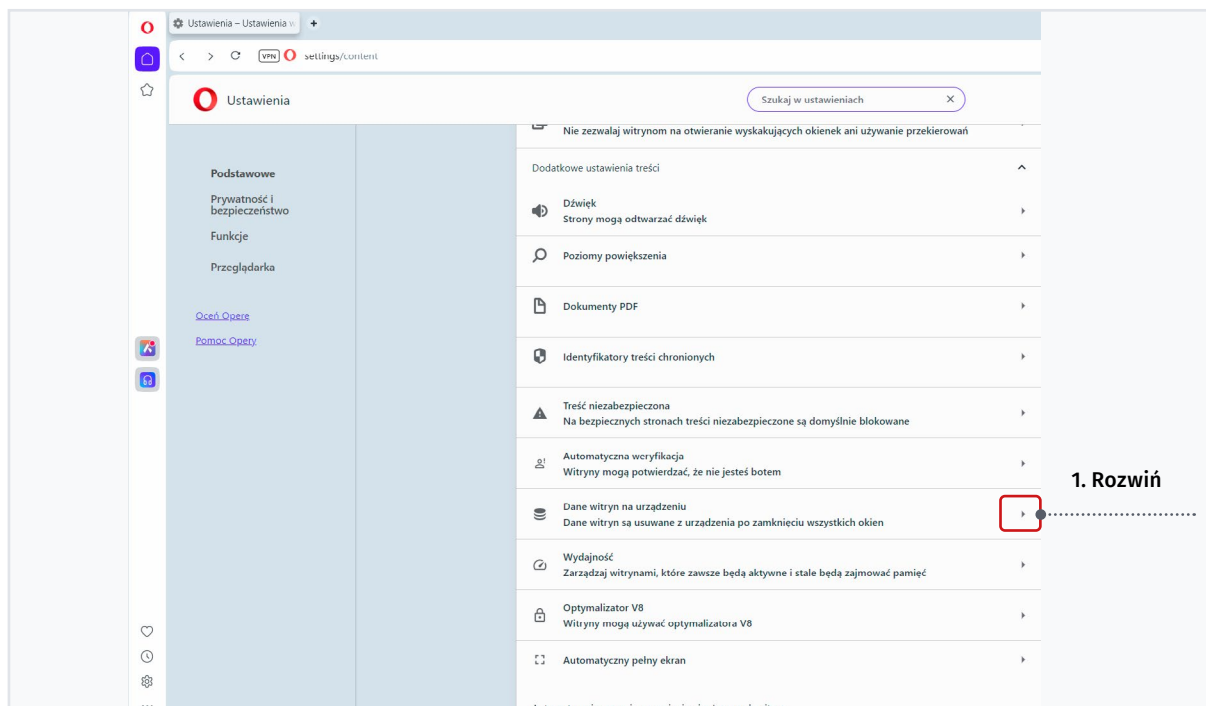 Ustawienia – Ustawienia
VPN settings/content
Ustawienia
Szukaj w ustawieniach
Nie zezwalaj witrynom na otwieranie wyskakujących okienek ani używanie przekierowań
Podstawowe
Prywatność i
bezpieczeństwo
Funkcje
Przeglądarka
Oceń Operę
Pomoc Opery
Dodatkowe ustawienia treści
Dźwięk
Strony mogą odtwarzać dźwięk
Poziomy powiększenia
Dokumenty PDF
Identyfikatory treści chronionych
Treść niezabezpieczona
Na bezpiecznych stronach treści niezabezpieczone są domyślnie blokowane
Automatyczna weryfikacja
Witryny mogą potwierdzać, że nie jesteś botem
Dane witryn na urządzeniu
Dane witryn są usuwane z urządzenia po zamknięciu wszystkich okien
1. Rozwiń
Wydajność
Zarządzaj witrynami, które zawsze będą aktywne i stale będą zajmować pamięć
Optymalizator V8
Witryny mogą używać optymalizatora V8
Automatyczny pełny ekran